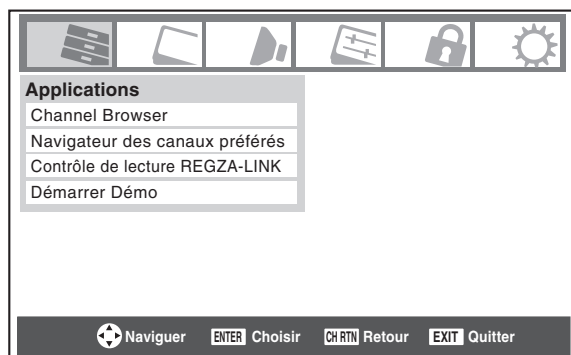 Applications
Channel Browser
Navigateur des canaux préférés
Contrôle de lecture REGZA-LINK
Démarrer Démo
Naviguer ENTER Choisir CH RTN Retour EXIT Quitter